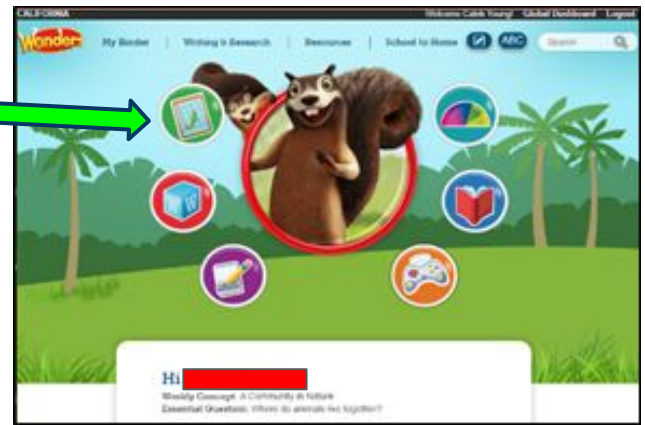 CALIFORNIA
Welcome Caleb Young! Global Dashboard Logout
Wonders My Binder | Writing & Research | Resources | School to Home ABC Search
W
Hi
Weekly Concept: A Community in Nature
Essential Question: Where do animals live together?